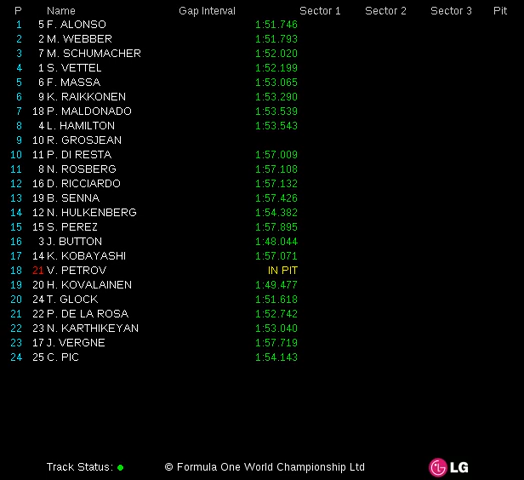 P Name Gap Interval Sector 1 Sector 2 Sector 3 Pit
1 5 F. ALONSO 1:51.746
2 2 M. WEBBER 1:51.793
3 7 M. SCHUMACHER 1:52.020
4 1 S. VETTEL 1:52.199
5 6 F. MASSA 1:53.065
6 9 K. RAIKKONEN 1:53.290
7 18 P. MALDONADO 1:53.539
8 4 L. HAMILTON 1:53.543
9 10 R. GROSJEAN
10 11 P. DI RESTA 1:57.009
11 8 N. ROSBERG 1:57.108
12 16 D. RICCIARDO 1:57.132
13 19 B. SENNA 1:57.426
14 12 N. HULKENBERG 1:54.382
15 15 S. PEREZ 1:57.895
16 3 J. BUTTON 1:48.044
17 14 K. KOBAYASHI 1:57.071
18 21 V. PETROV IN PIT
19 20 H. KOVALAINEN 1:49.477
20 24 T. GLOCK 1:51.618
21 22 P. DE LA ROSA 1:52.742
22 23 N. KARTHIKEYAN 1:53.040
23 17 J. VERGNE 1:57.719
24 25 C. PIC 1:54.143
Track Status: © Formula One World Championship Ltd LG